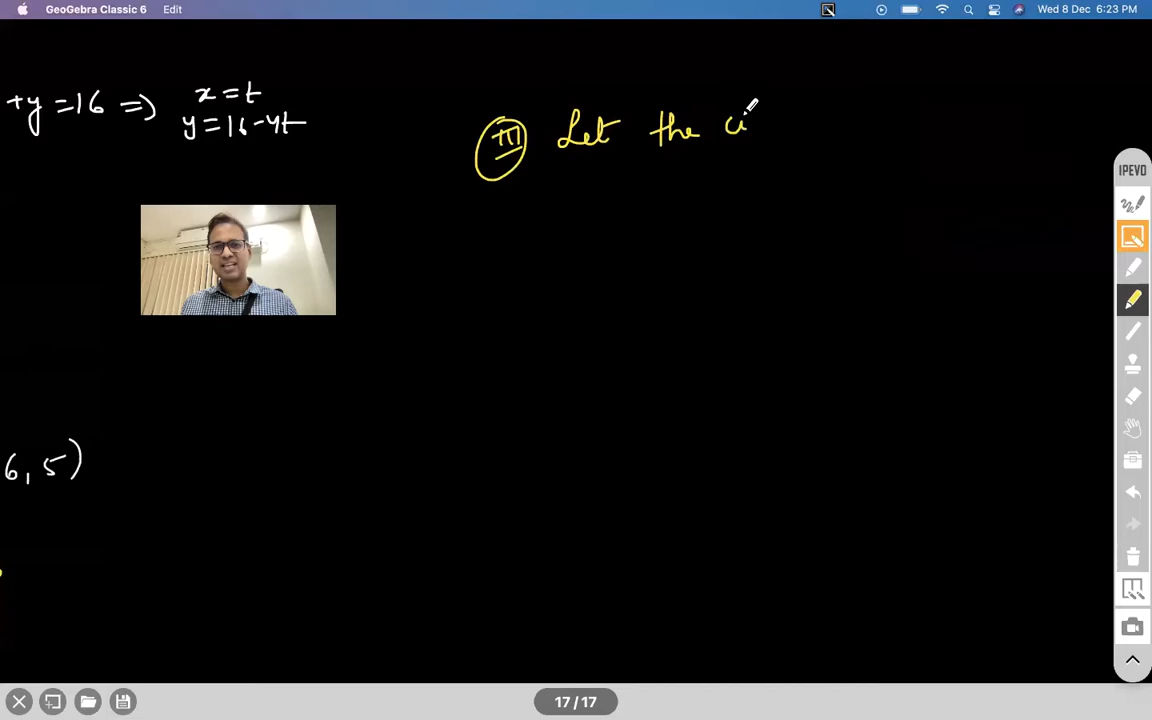 GeoGebra Classic 6 Edit Wed 8 Dec 6:23 PM
+y = 16 ⇒ x = t
y = 16 - 4t
III Let the ci
IPEVO
6, 5)
17 / 17